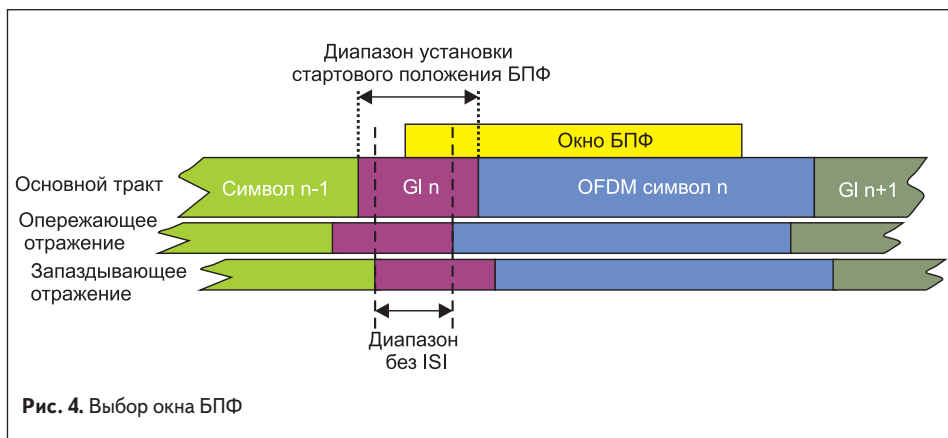 Диапазон установки
стартового положения БПФ
Окно БПФ
Основной тракт
Символ n-1
GI n
OFDM символ n
GI n+1
Опережающее
отражение
Запаздывающее
отражение
Диапазон
без ISI
Рис. 4. Выбор окна БПФ